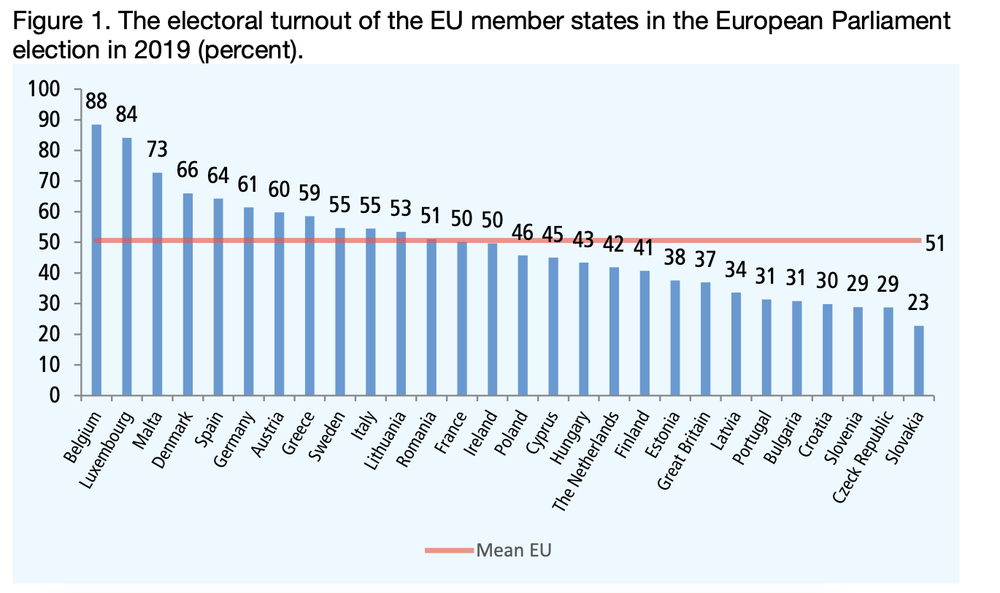 Figure 1. The electoral turnout of the EU member states in the European Parliament
election in 2019 (percent).
100
90
80
70
60
50
40
30
20
10
0
88
84
73
66
64
61
60
59
55
55
53
51
50
50
46
45
43
42
41
38
37
34
31
31
30
29
29
23
51
Belgium
Luxembourg
Malta
Denmark
Spain
Germany
Austria
Greece
Sweden
Italy
Lithuania
Romania
France
Ireland
Poland
Cyprus
Hungary
The Netherlands
Finland
Estonia
Great Britain
Latvia
Portugal
Bulgaria
Croatia
Slovenia
Czeck Republic
Slovakia
Mean EU